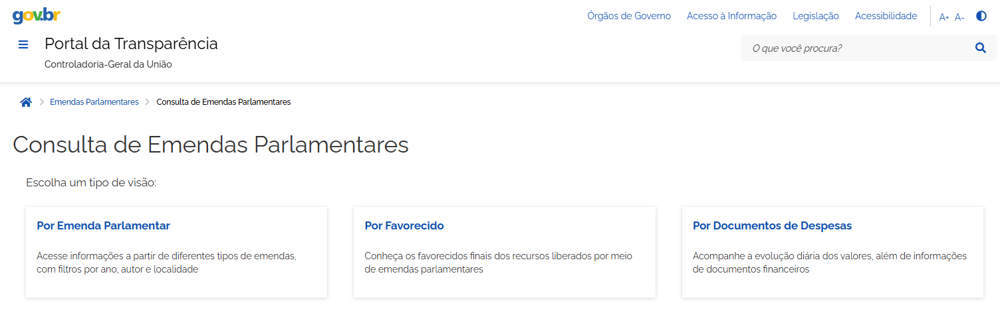 gov.br
Órgãos de Governo Acesso à Informação Legislação Acessibilidade A+ A-
Portal da Transparência
O que você procura?
Controladoria-Geral da União
Emendas Parlamentares Consulta de Emendas Parlamentares
Consulta de Emendas Parlamentares
Escolha um tipo de visão:
Por Emenda Parlamentar
Acesse informações a partir de diferentes tipos de emendas,
com filtros por ano, autor e localidade
Por Favorecido
Conheça os favorecidos finais dos recursos liberados por meio
de emendas parlamentares
Por Documentos de Despesas
Acompanhe a evolução diária dos valores, além de informações
de documentos financeiros